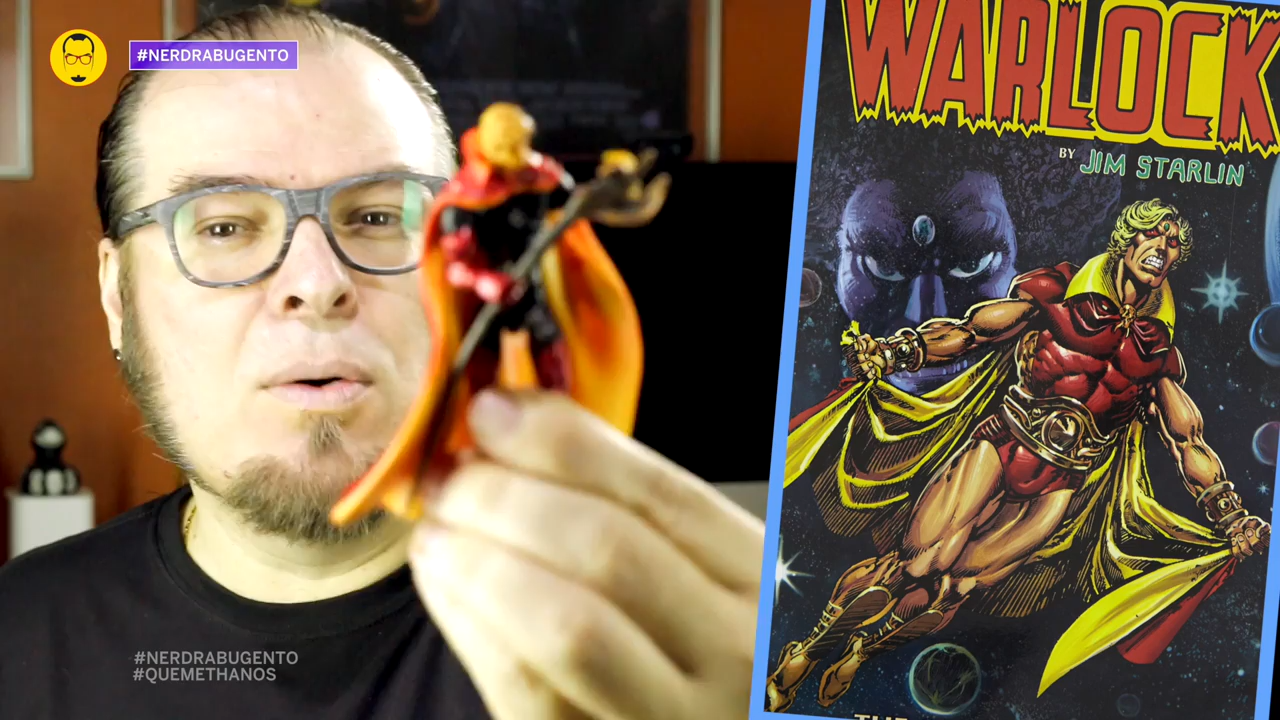 #NERDRABUGENTO
WARLOCK
BY JIM STARLIN
#NERDRABUGENTO
#QUEMETHANOS